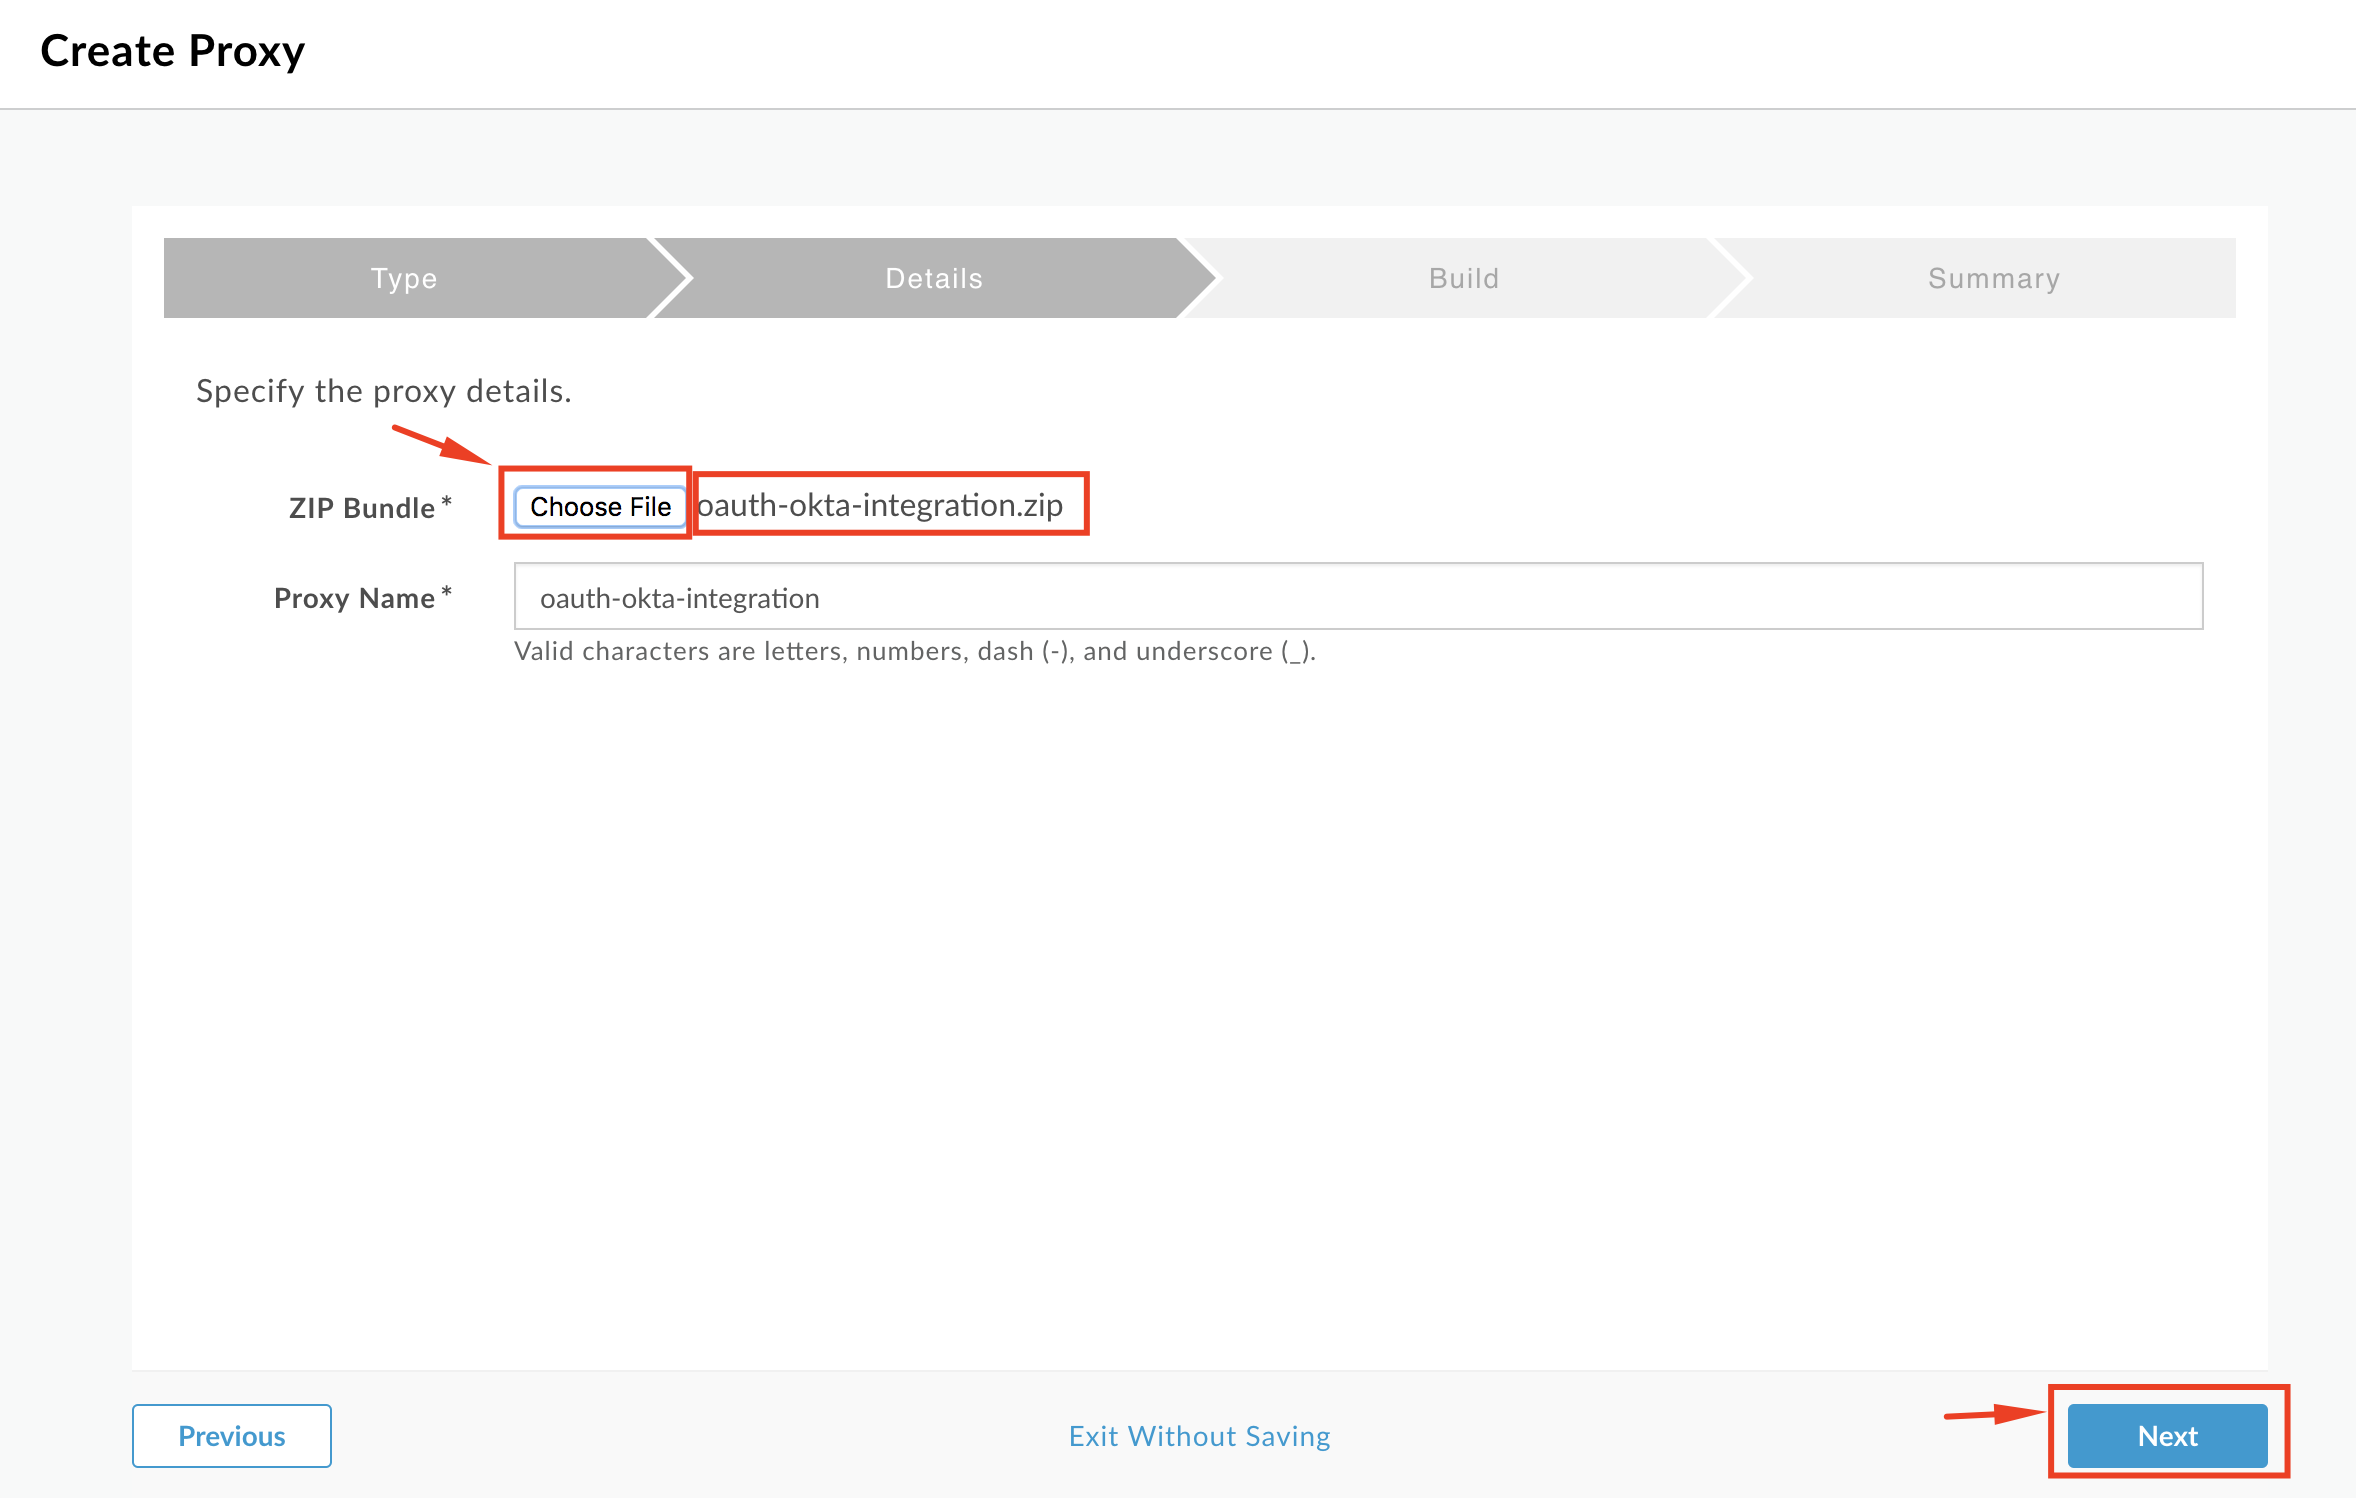 Create Proxy
Type Details Build Summary
Specify the proxy details.
ZIP Bundle* Choose File oauth-okta-integration.zip
Proxy Name* oauth-okta-integration
Valid characters are letters, numbers, dash (-), and underscore (_).
Previous Exit Without Saving Next